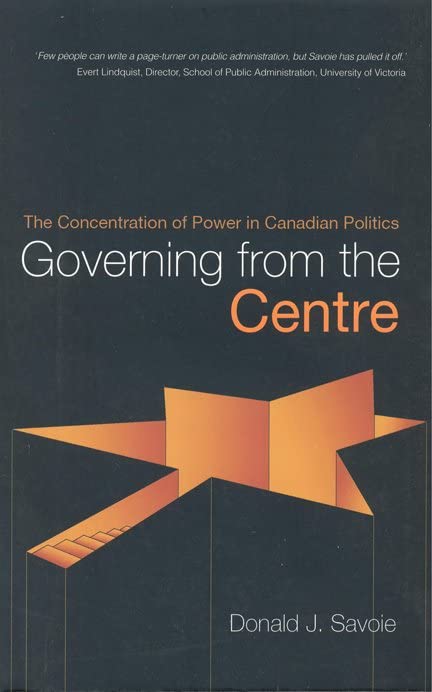 ‘Few people can write a page-turner on public administration, but Savoie has pulled it off.’
Evert Lindquist, Director, School of Public Administration, University of Victoria
The Concentration of Power in Canadian Politics
Governing from the
Centre
Donald J. Savoie